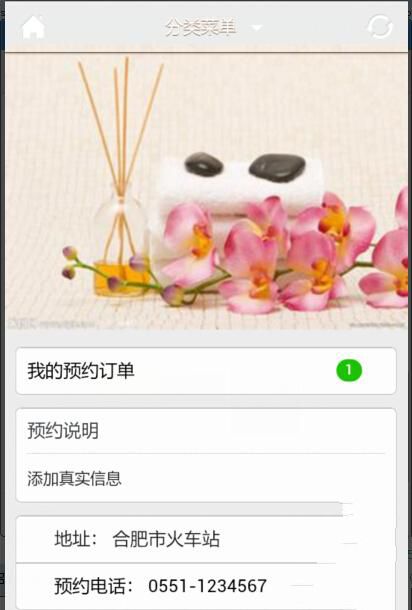 分类菜单
我的预约订单 1
预约说明
添加真实信息
地址： 合肥市火车站
预约电话： 0551-1234567